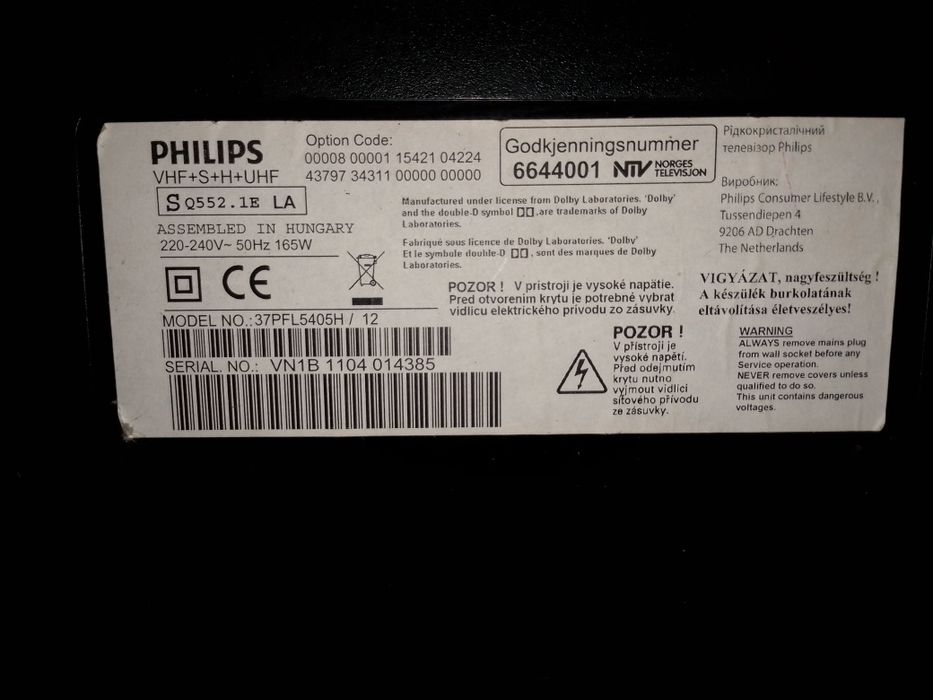 PHILIPS
VHF+S+H+UHF
S Q552.1E LA
ASSEMBLED IN HUNGARY
220-240V~ 50Hz 165W
Option Code:
00008 00001 15421 04224
43797 34311 00000 00000
Godkjenningsnummer
6644001 NTV NORGES
TELEVISJON
Рідкокристалічний
телевізор Philips
Виробник:
Philips Consumer Lifestyle B.V.,
Tussendiepen 4
9206 AD Drachten
The Netherlands
Manufactured under license from Dolby Laboratories. 'Dolby'
and the double-D symbol ,are trademarks of Dolby
Laboratories.
Fabriqué sous licence de Dolby Laboratories. 'Dolby'
Et le symbole double-D , sont des marques de Dolby
Laboratories.
CE
POZOR ! V pristroji je vysoké napätie.
Pred otvorenim krytu je potrebné vybrat
vidlicu elektrického privodu zo zásuvky.
VIGYÁZAT, nagyfeszültség !
A készülék burkolatának
eltávolítása életveszélyes!
MODEL NO.:37PFL5405H / 12
SERIAL. NO.: VN1B 1104 014385
POZOR !
V přístroji je
vysoké napětí.
Před odejmutím
krytu nutno
vyjmout vidlici
síťového přívodu
ze zásuvky.
WARNING
ALWAYS remove mains plug
from wall socket before any
Service operation.
NEVER remove covers unless
qualified to do so.
This unit contains dangerous
voltages.